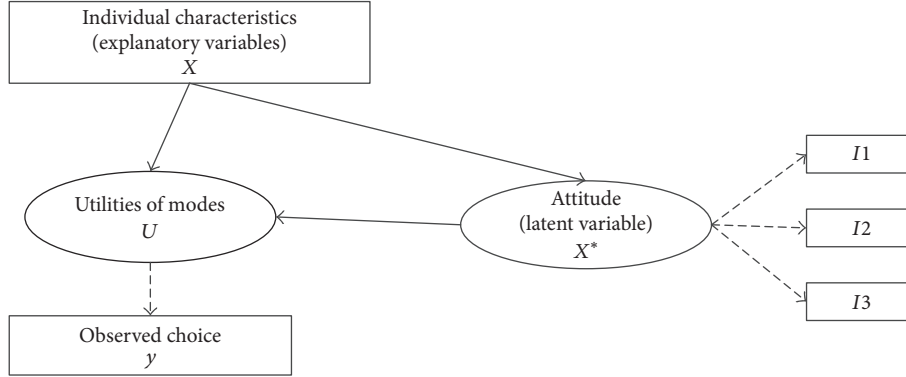 Individual characteristics
(explanatory variables)
X
Utilities of modes
U
Attitude
(latent variable)
X*
I1
I2
I3
Observed choice
y